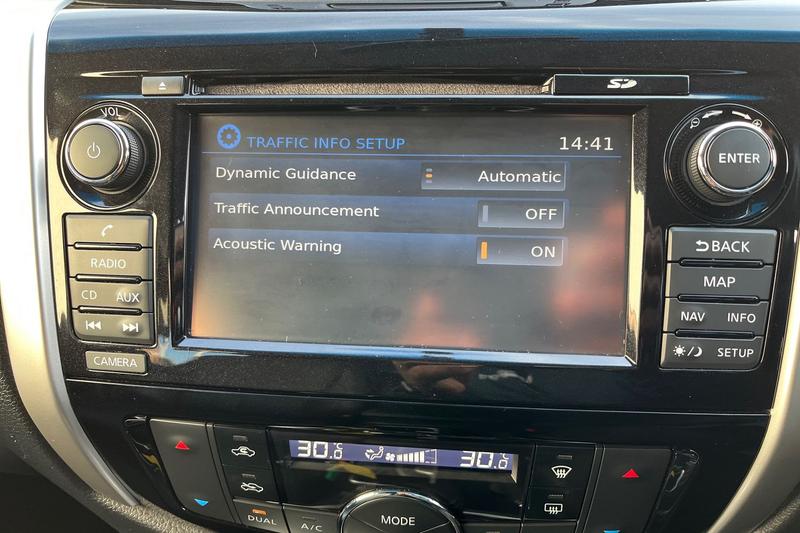 SD
VOL
TRAFFIC INFO SETUP 14:41
ENTER
Dynamic Guidance Automatic
Traffic Announcement OFF
Acoustic Warning ON
RADIO
CD AUX
CAMERA
BACK
MAP
NAV INFO
SETUP
30.0°C 30.0°C
DUAL A/C MODE